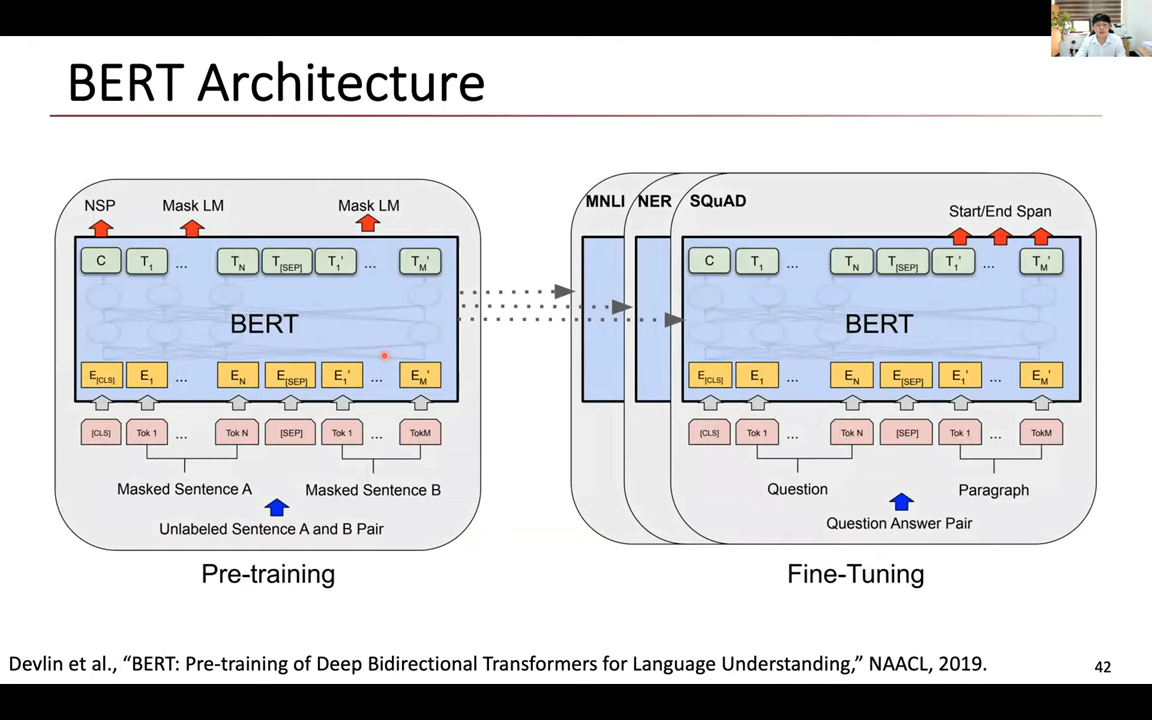 BERT Architecture
NSP Mask LM Mask LM
C T1 ... TN T[SEP] T1' ... TM'
BERT
E[CLS] E1 ... EN E[SEP] E1' ... EM'
[CLS] Tok 1 ... Tok N [SEP] Tok 1 ... TokM
Masked Sentence A Masked Sentence B
Unlabeled Sentence A and B Pair
Pre-training
MNLI NER SQuAD
Start/End Span
C T1 ... TN T[SEP] T1' ... TM'
BERT
E[CLS] E1 ... EN E[SEP] E1' ... EM'
[CLS] Tok 1 ... Tok N [SEP] Tok 1 ... TokM
Question Paragraph
Question Answer Pair
Fine-Tuning
Devlin et al., “BERT: Pre-training of Deep Bidirectional Transformers for Language Understanding,” NAACL, 2019.
42